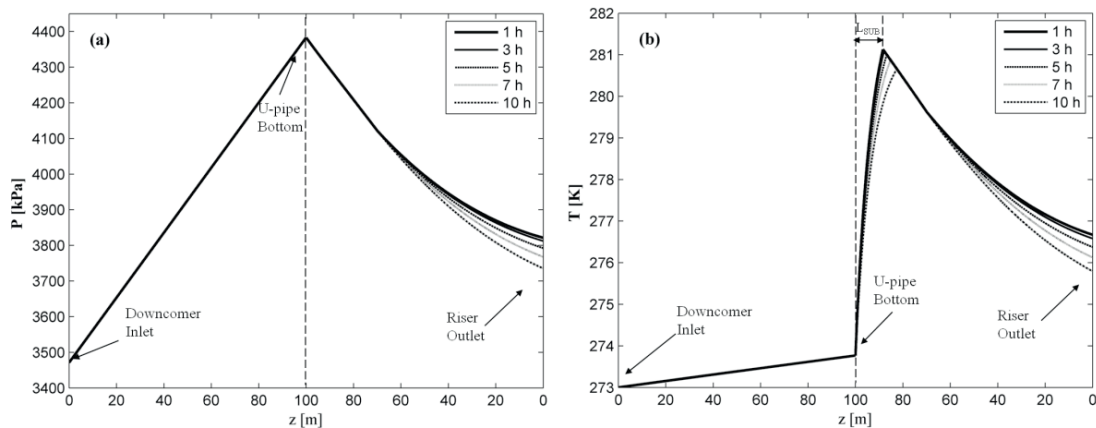 (a)
1 h
3 h
5 h
7 h
10 h
4400
4300
4200
4100
4000
3900
3800
3700
3600
3500
3400
P [kPa]
U-pipe
Bottom
Downcomer
Inlet
Riser
Outlet
0 20 40 60 80 100 80 60 40 20 0
z [m]
(b)
LSUB
1 h
3 h
5 h
7 h
10 h
282
281
280
279
278
277
276
275
274
273
T [K]
Downcomer
Inlet
U-pipe
Bottom
Riser
Outlet
0 20 40 60 80 100 80 60 40 20 0
z [m]